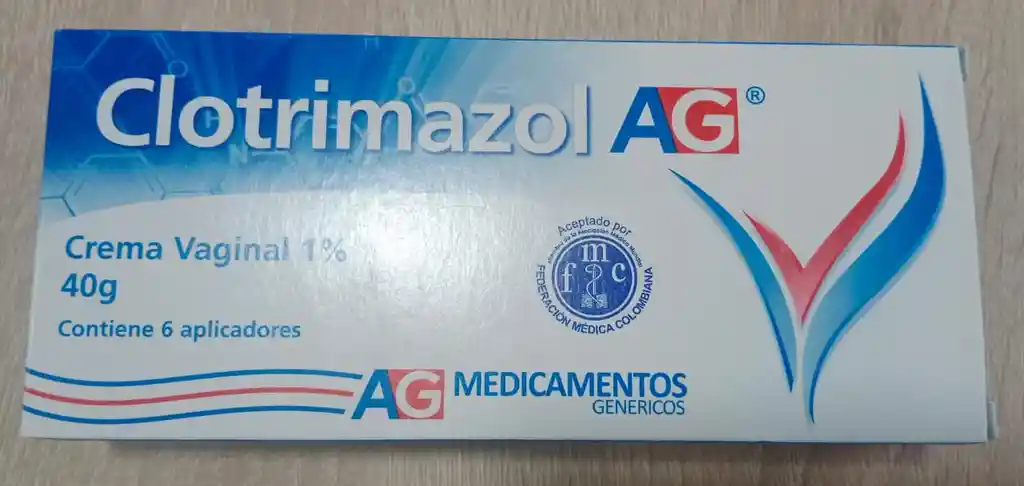 Clotrimazol AG®
Crema Vaginal 1%
40g
Contiene 6 aplicadores
Aceptado por
fmc
FEDERACIÓN MÉDICA COLOMBIANA
AG MEDICAMENTOS
GENERICOS